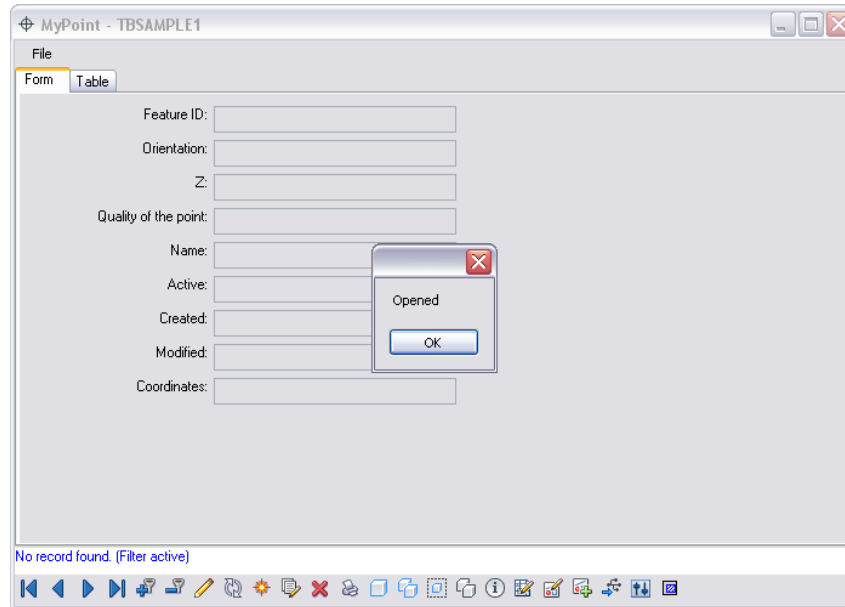 MyPoint - TBSAMPLE1
File
Form Table
Feature ID:
Orientation:
Z:
Quality of the point:
Name:
Active:
Opened
Created:
OK
Modified:
Coordinates:
No record found. (Filter active)